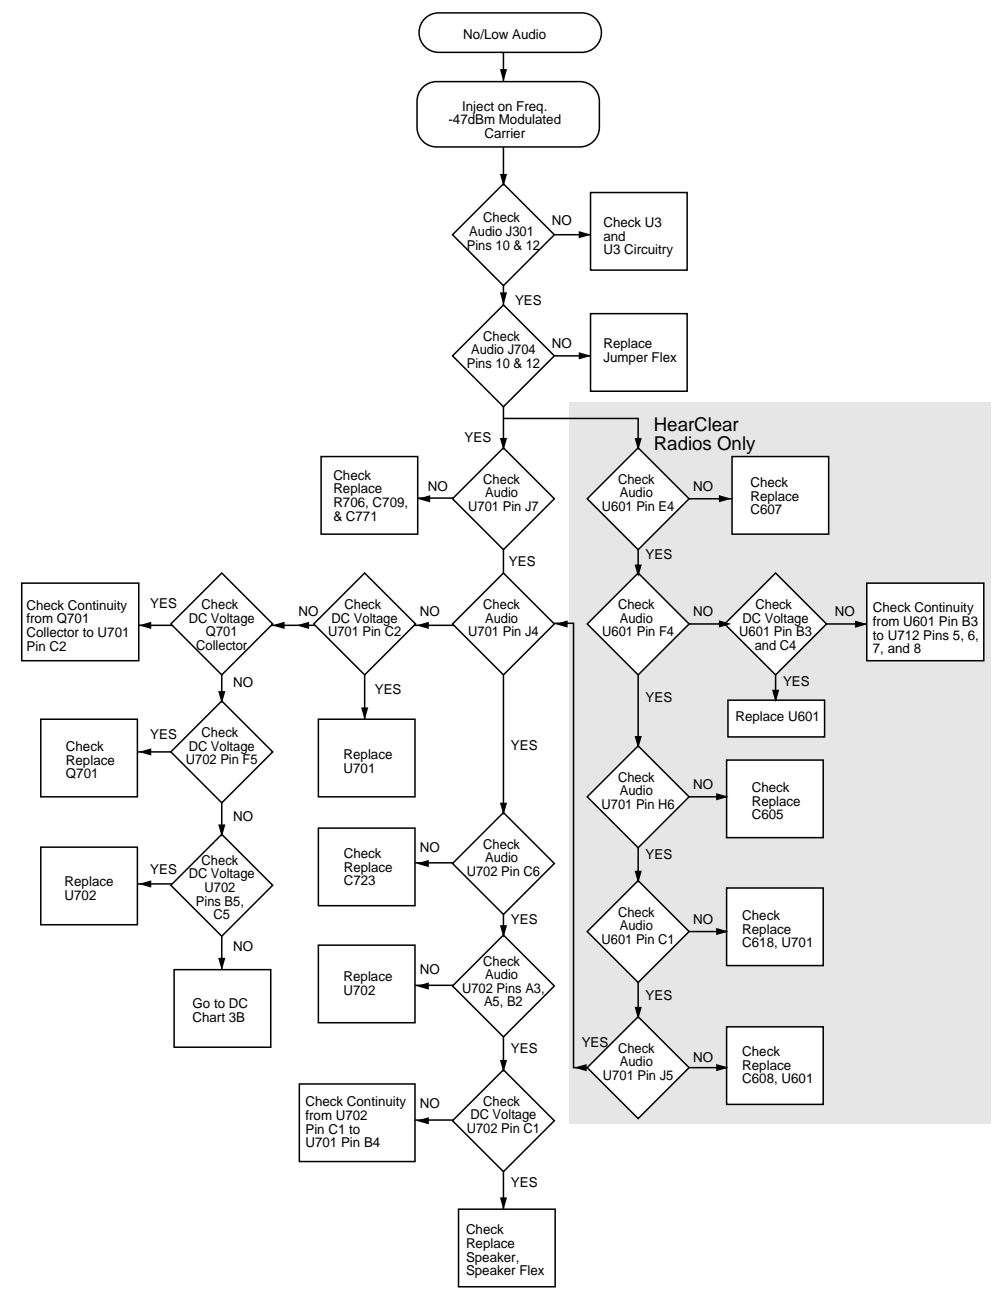 No/Low Audio
Inject on Freq.
-47dBm Modulated
Carrier
Check
Audio J301
Pins 10 & 12
NO
Check U3
and
U3 Circuitry
YES
Check
Audio J704
Pins 10 & 12
NO
Replace
Jumper Flex
YES
HearClear
Radios Only
Check
Replace
R706, C709,
& C771
NO
Check
Audio
U701 Pin J7
Check
Audio
U601 Pin E4
NO
Check
Replace
C607
YES
YES
Check Continuity
from Q701
Collector to U701
Pin C2
YES
Check
DC Voltage
Q701
Collector
NO
Check
DC Voltage
U701 Pin C2
NO
Check
Audio
U701 Pin J4
Check
Audio
U601 Pin F4
NO
Check
DC Voltage
U601 Pin B3
and C4
NO
Check Continuity
from U601 Pin B3
to U712 Pins 5, 6,
7, and 8
NO
YES
YES
YES
YES
Replace U601
Check
Replace
Q701
YES
Check
DC Voltage
U702 Pin F5
Replace
U701
Check
Audio
U701 Pin H6
NO
Check
Replace
C605
NO
YES
Replace
U702
YES
Check
DC Voltage
U702
Pins B5,
C5
Check
Replace
C723
NO
Check
Audio
U702 Pin C6
Check
Audio
U601 Pin C1
NO
Check
Replace
C618, U701
NO
YES
YES
Go to DC
Chart 3B
Replace
U702
NO
Check
Audio
U702 Pins A3,
A5, B2
YES
YES
Check
Audio
U701 Pin J5
NO
Check
Replace
C608, U601
Check Continuity
from U702
Pin C1 to
U701 Pin B4
NO
Check
DC Voltage
U702 Pin C1
YES
Check
Replace
Speaker,
Speaker Flex